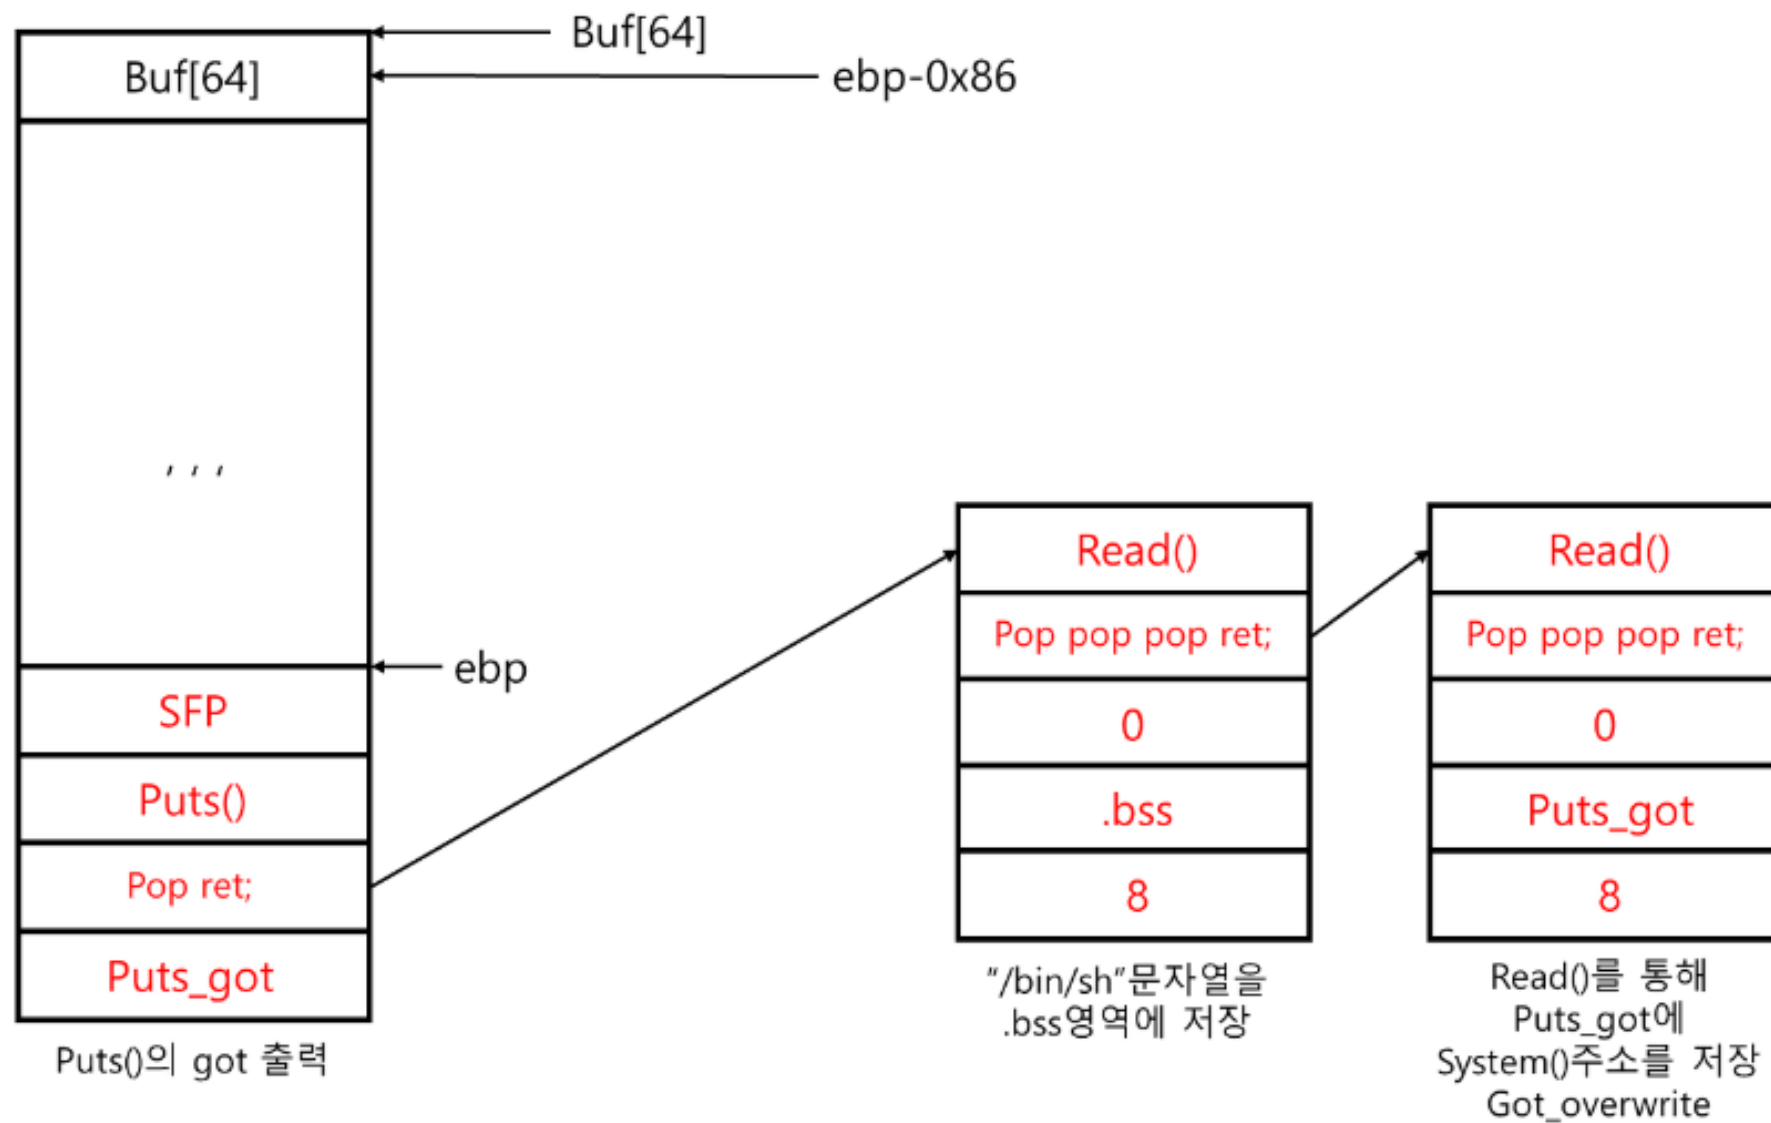 Buf[64]
Buf[64]
ebp-0x86
, , ,
ebp
SFP
Puts()
Pop ret;
Puts_got
Puts()의 got 출력
Read()
Pop pop pop ret;
0
.bss
8
"/bin/sh"문자열을
.bss영역에 저장
Read()
Pop pop pop ret;
0
Puts_got
8
Read()를 통해
Puts_got에
System()주소를 저장
Got_overwrite